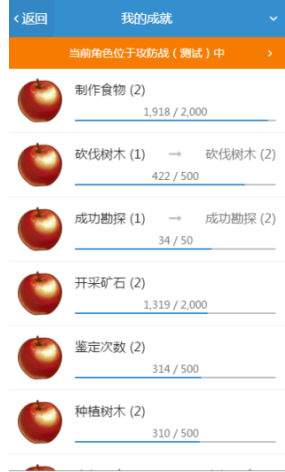 返回
我的成就
当前角色位于攻防战（测试）中
制作食物 (2)
1,918 / 2,000
砍伐树木 (1) → 砍伐树木 (2)
422 / 500
成功勘探 (1) → 成功勘探 (2)
34 / 50
开采矿石 (2)
1,319 / 2,000
鉴定次数 (2)
314 / 500
种植树木 (2)
310 / 500